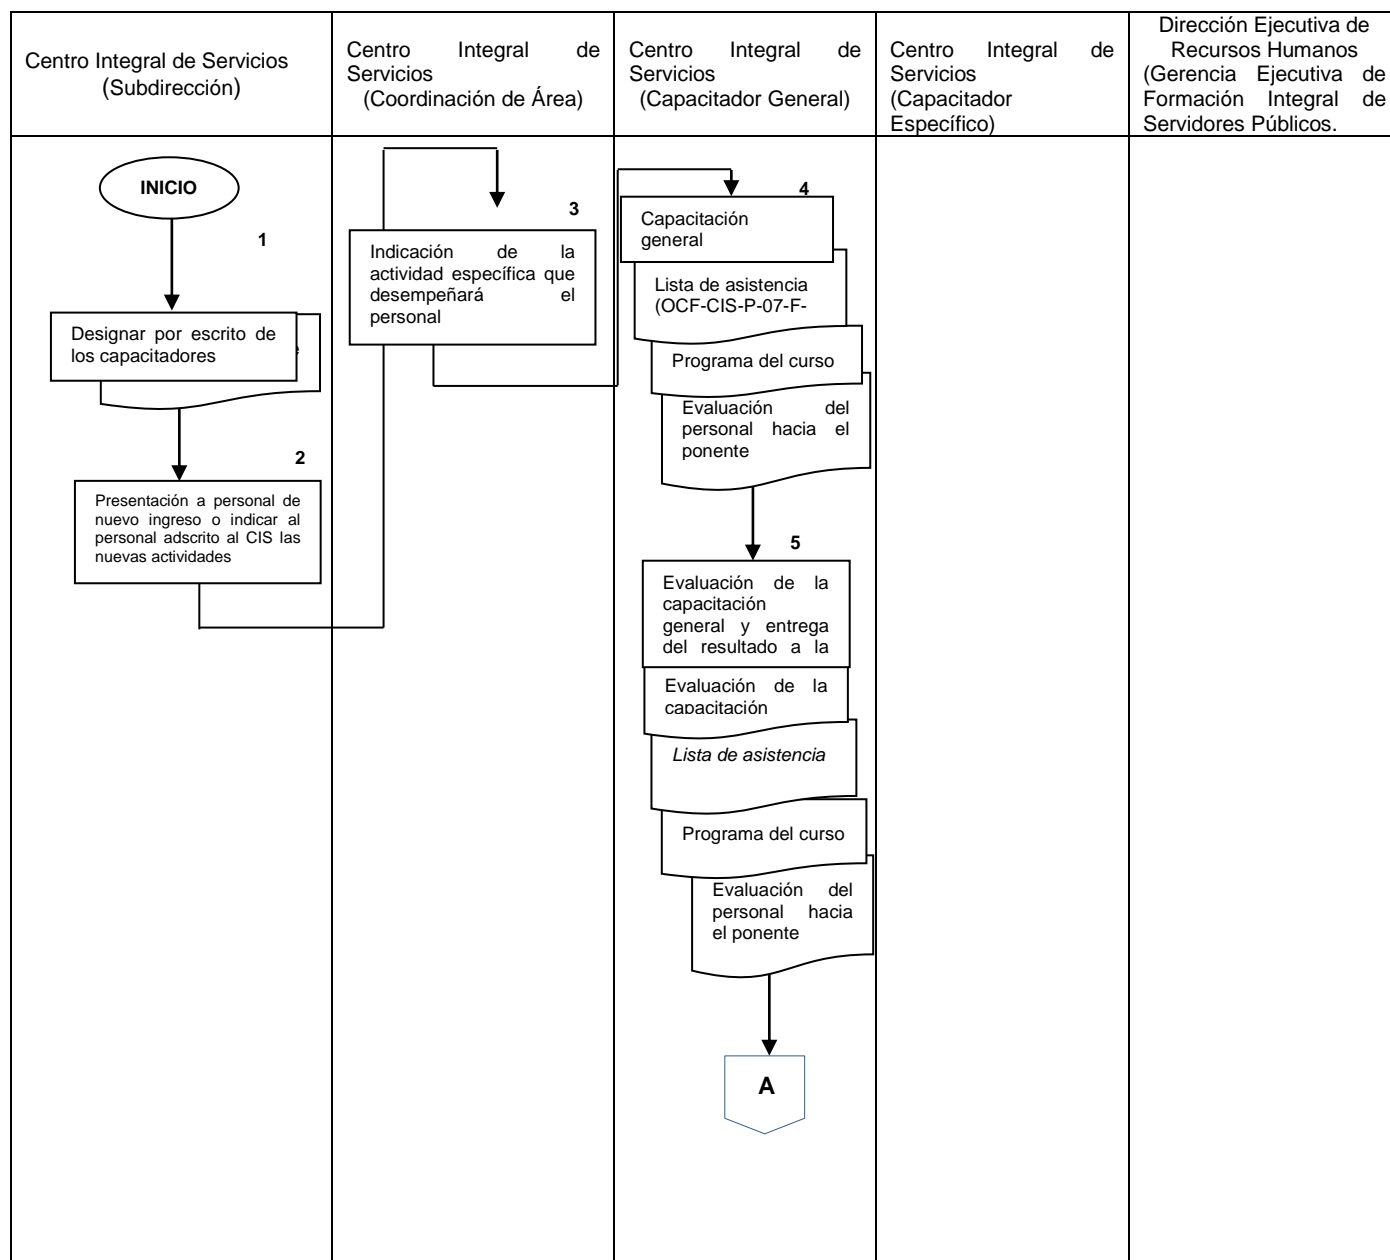 Centro Integral de Servicios
(Subdirección)
Centro Integral de
Servicios
(Coordinación de Área)
Centro Integral de
Servicios
(Capacitador General)
Centro Integral de
Servicios
(Capacitador
Específico)
Dirección Ejecutiva de
Recursos Humanos
(Gerencia Ejecutiva de
Formación Integral de
Servidores Públicos.
INICIO
1
Designar por escrito de
los capacitadores
2
Presentación a personal de
nuevo ingreso o indicar al
personal adscrito al CIS las
nuevas actividades
3
Indicación de la
actividad específica que
desempeñará el
personal
4
Capacitación
general
Lista de asistencia
(OCF-CIS-P-07-F-
Programa del curso
Evaluación del
personal hacia el
ponente
5
Evaluación de la
capacitación
general y entrega
del resultado a la
Evaluación de la
capacitación
Lista de asistencia
Programa del curso
Evaluación del
personal hacia
el ponente
A